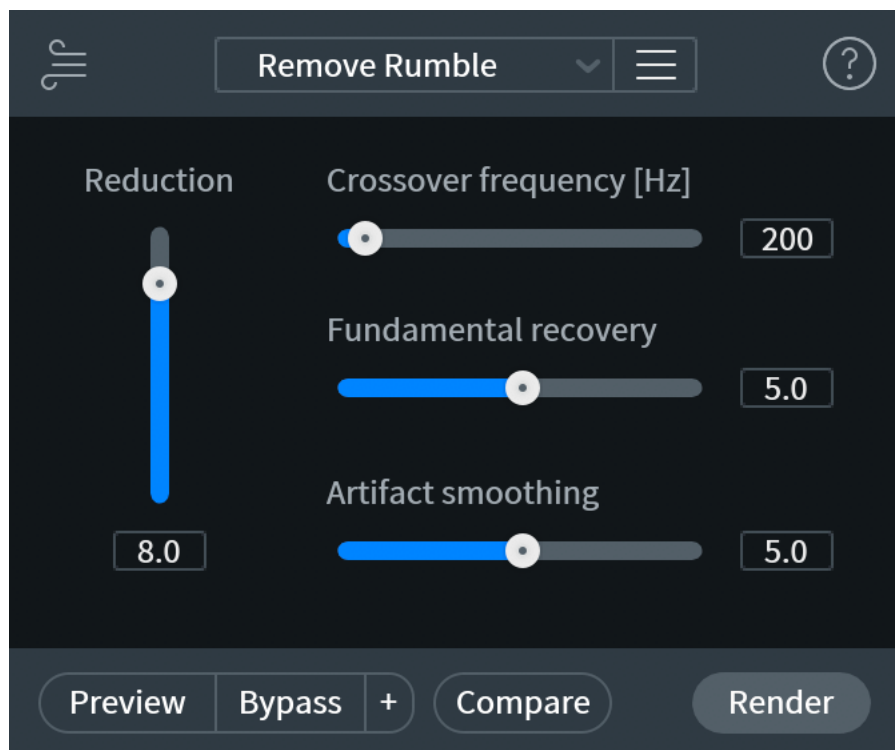 Remove Rumble
?
Reduction
8.0
Crossover frequency [Hz]
200
Fundamental recovery
5.0
Artifact smoothing
5.0
Preview Bypass + Compare Render